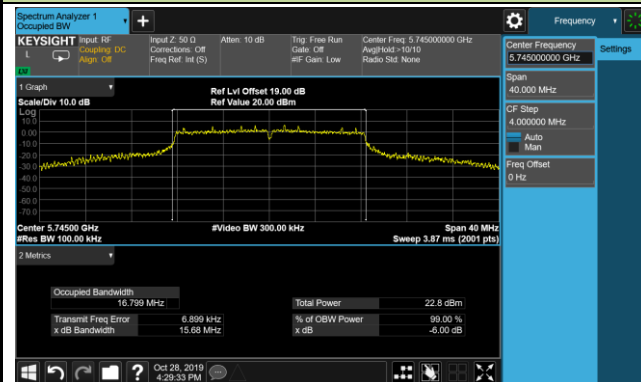 Spectrum Analyzer 1
Occupied BW
Frequency
KEYSIGHT
L
Input: RF
Coupling: DC
Align: Off
Input Z: 50 Ω
Corrections: Off
Freq Ref: Int (S)
Atten: 10 dB
Trig: Free Run
Gate: Off
#IF Gain: Low
Center Freq: 5.745000000 GHz
Avg|Hold:>10/10
Radio Std: None
Center Frequency
5.745000000 GHz
Settings
Span
40.000 MHz
CF Step
4.000000 MHz
Auto
Man
Freq Offset
0 Hz
1 Graph
Scale/Div 10.0 dB
Ref Lvl Offset 19.00 dB
Ref Value 20.00 dBm
Log
10.0
0.00
-10.0
-20.0
-30.0
-40.0
-50.0
-60.0
-70.0
Center 5.74500 GHz
#Res BW 100.00 kHz
#Video BW 300.00 kHz
Span 40 MHz
Sweep 3.87 ms (2001 pts)
2 Metrics
Occupied Bandwidth
16.799 MHz
Total Power 22.8 dBm
Transmit Freq Error 6.899 kHz
% of OBW Power 99.00 %
x dB Bandwidth 15.68 MHz
x dB -6.00 dB
Oct 28, 2019
4:29:33 PM